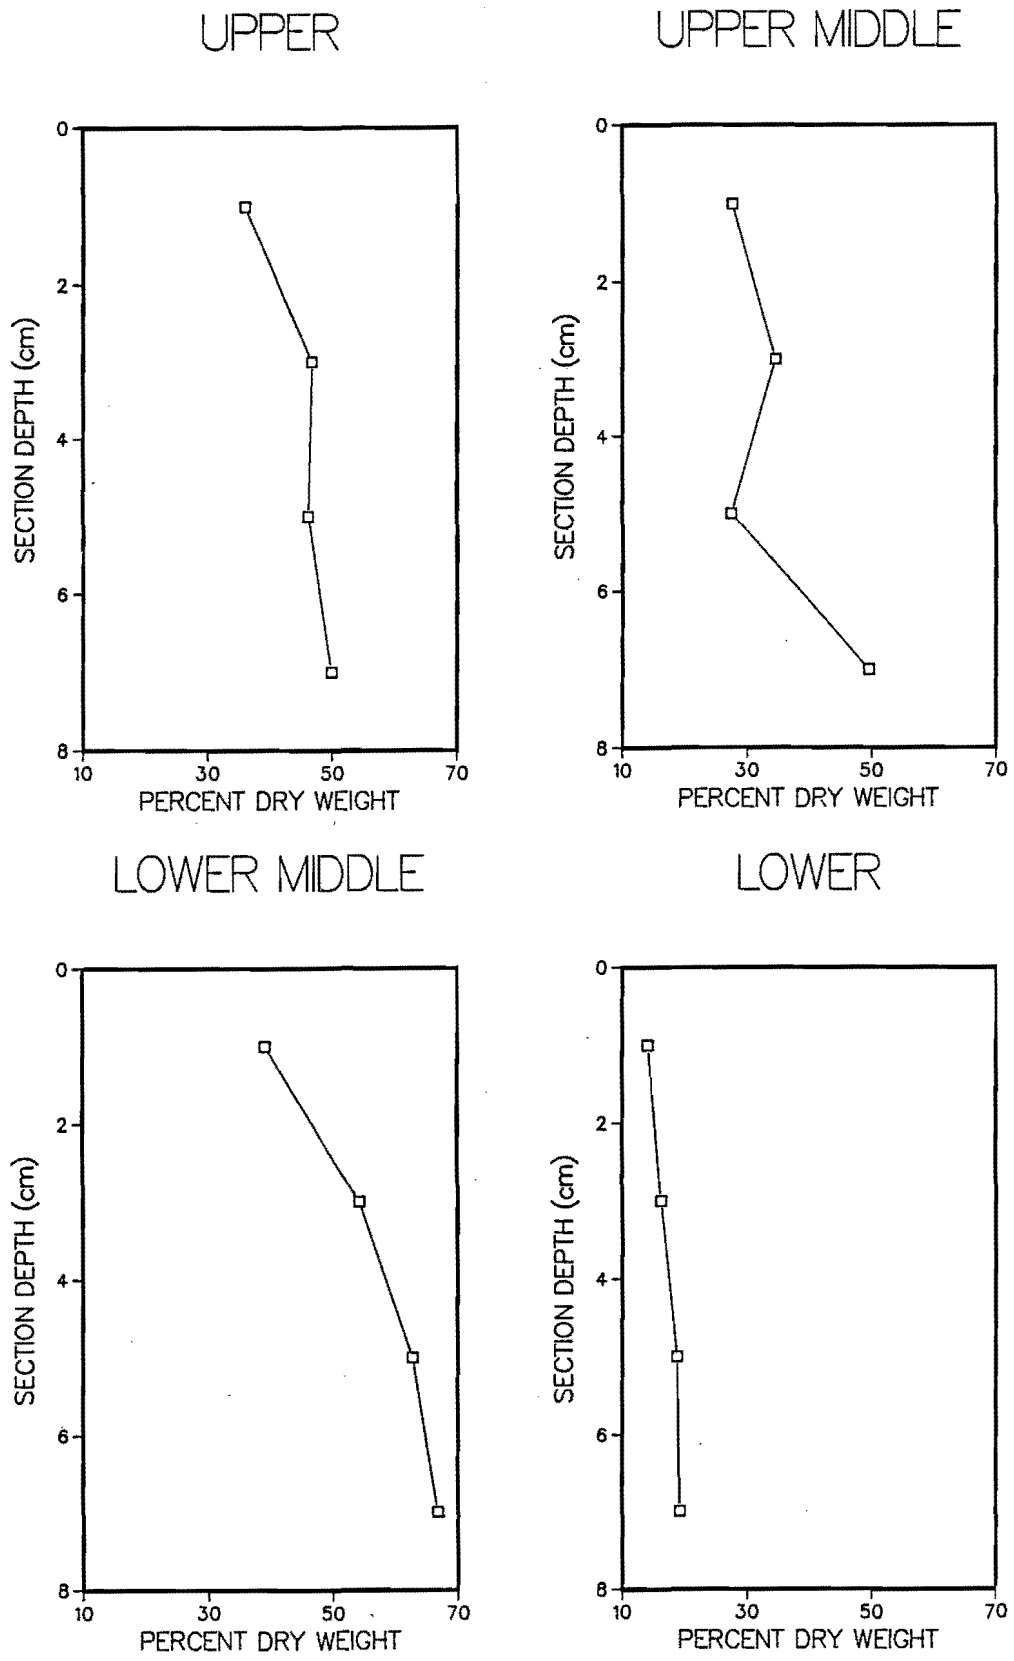 UPPER
0
2
4
6
8
SECTION DEPTH (cm)
10 30 50 70
PERCENT DRY WEIGHT
UPPER MIDDLE
0
2
4
6
8
SECTION DEPTH (cm)
10 30 50 70
PERCENT DRY WEIGHT
LOWER MIDDLE
0
2
4
6
8
SECTION DEPTH (cm)
10 30 50 70
PERCENT DRY WEIGHT
LOWER
0
2
4
6
8
SECTION DEPTH (cm)
10 30 50 70
PERCENT DRY WEIGHT